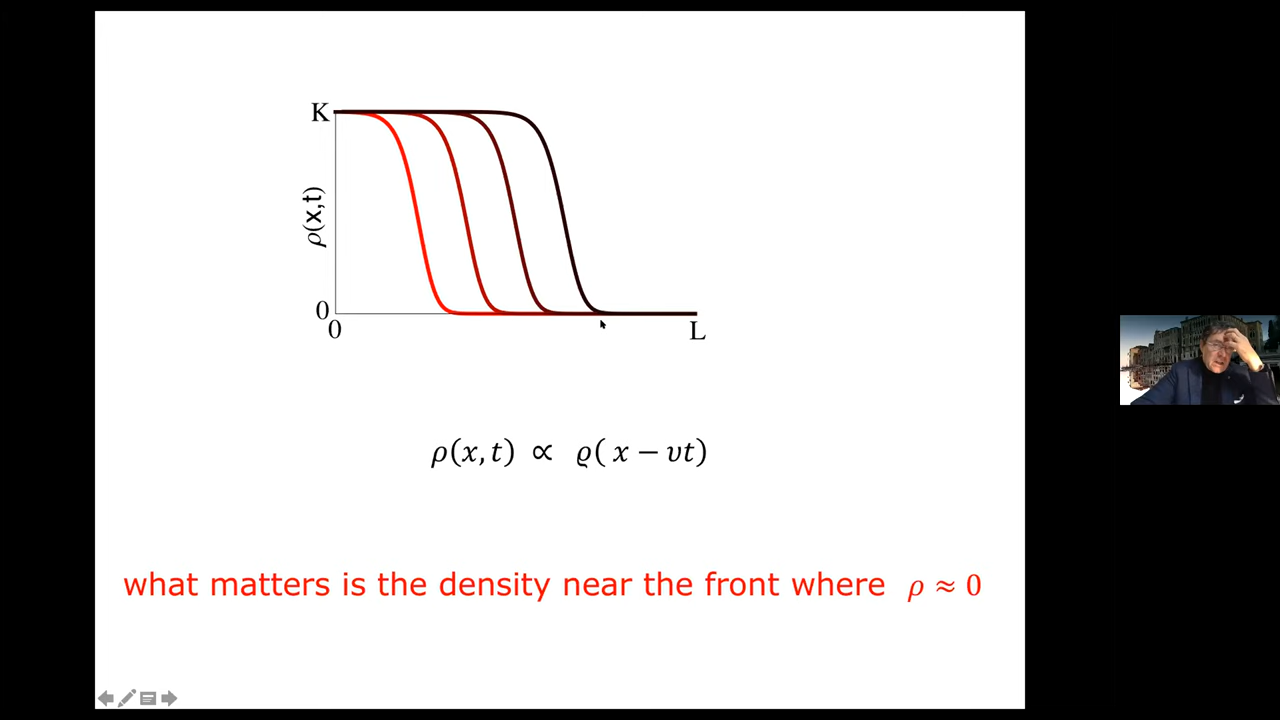 K
ρ(x,t)
0
0
L
ρ(x,t) ∝ ϱ( x − υt)
what matters is the density near the front where ρ ≈ 0